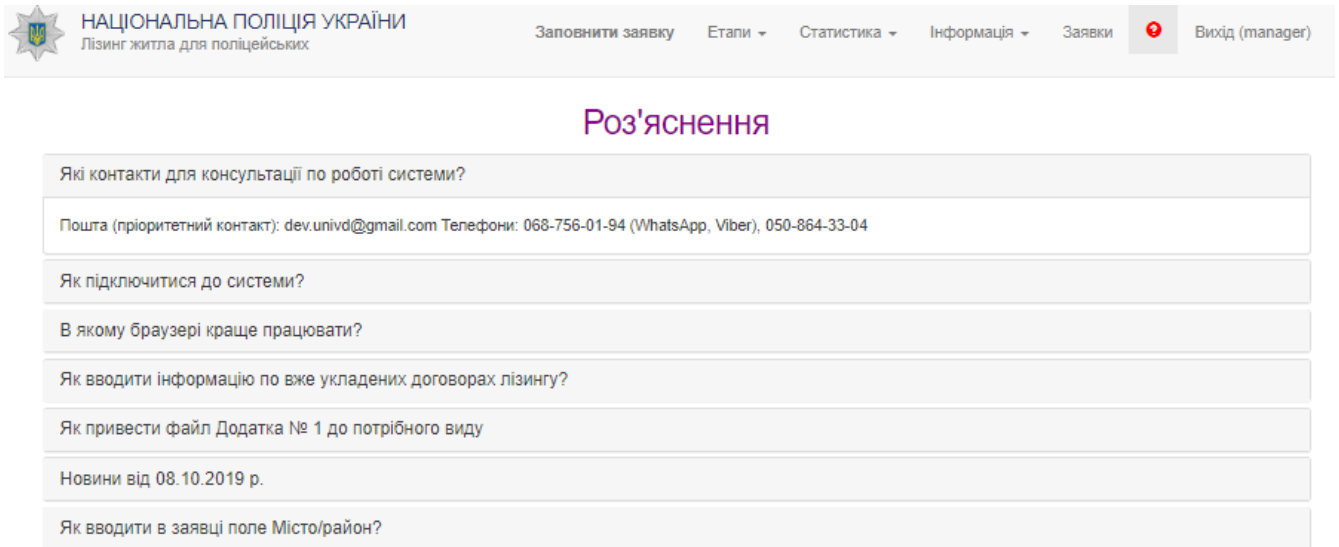 НАЦІОНАЛЬНА ПОЛІЦІЯ УКРАЇНИ
Лізинг житла для поліцейських
Заповнити заявку Етапи Статистика Інформація Заявки Вихід (manager)
Роз'яснення
Які контакти для консультації по роботі системи?
Пошта (пріоритетний контакт): dev.univd@gmail.com Телефони: 068-756-01-94 (WhatsApp, Viber), 050-864-33-04
Як підключитися до системи?
В якому браузері краще працювати?
Як вводити інформацію по вже укладених договорах лізингу?
Як привести файл Додатка № 1 до потрібного виду
Новини від 08.10.2019 р.
Як вводити в заявці поле Місто/район?